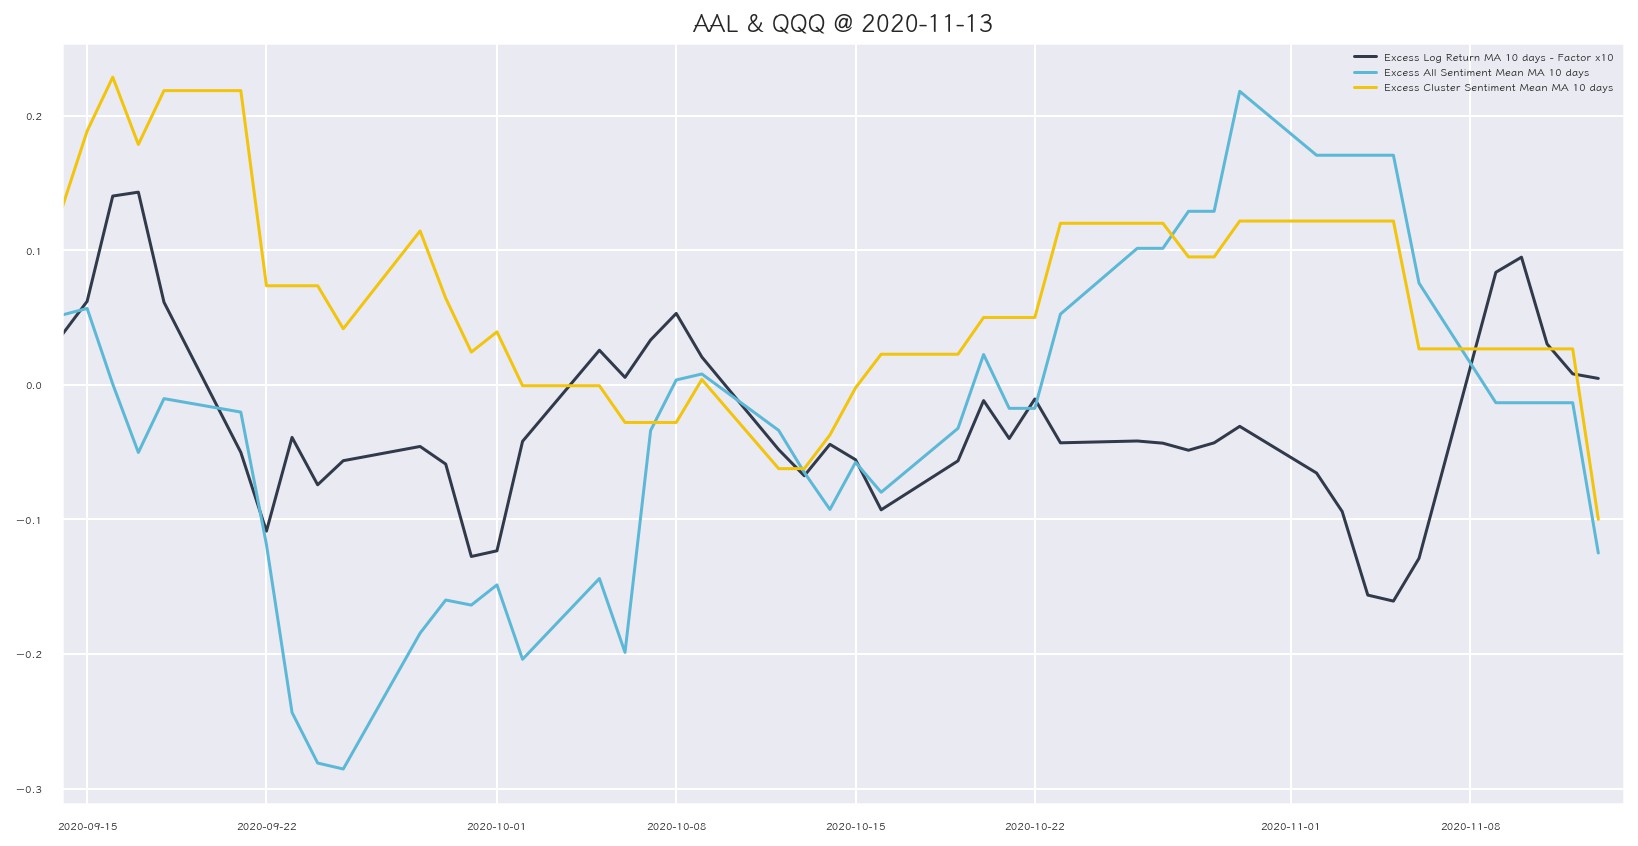 AAL & QQQ @ 2020-11-13
Excess Log Return MA 10 days - Factor x10
Excess All Sentiment Mean MA 10 days
Excess Cluster Sentiment Mean MA 10 days
0.2
0.1
0.0
−0.1
−0.2
−0.3
2020-09-15 2020-09-22 2020-10-01 2020-10-08 2020-10-15 2020-10-22 2020-11-01 2020-11-08